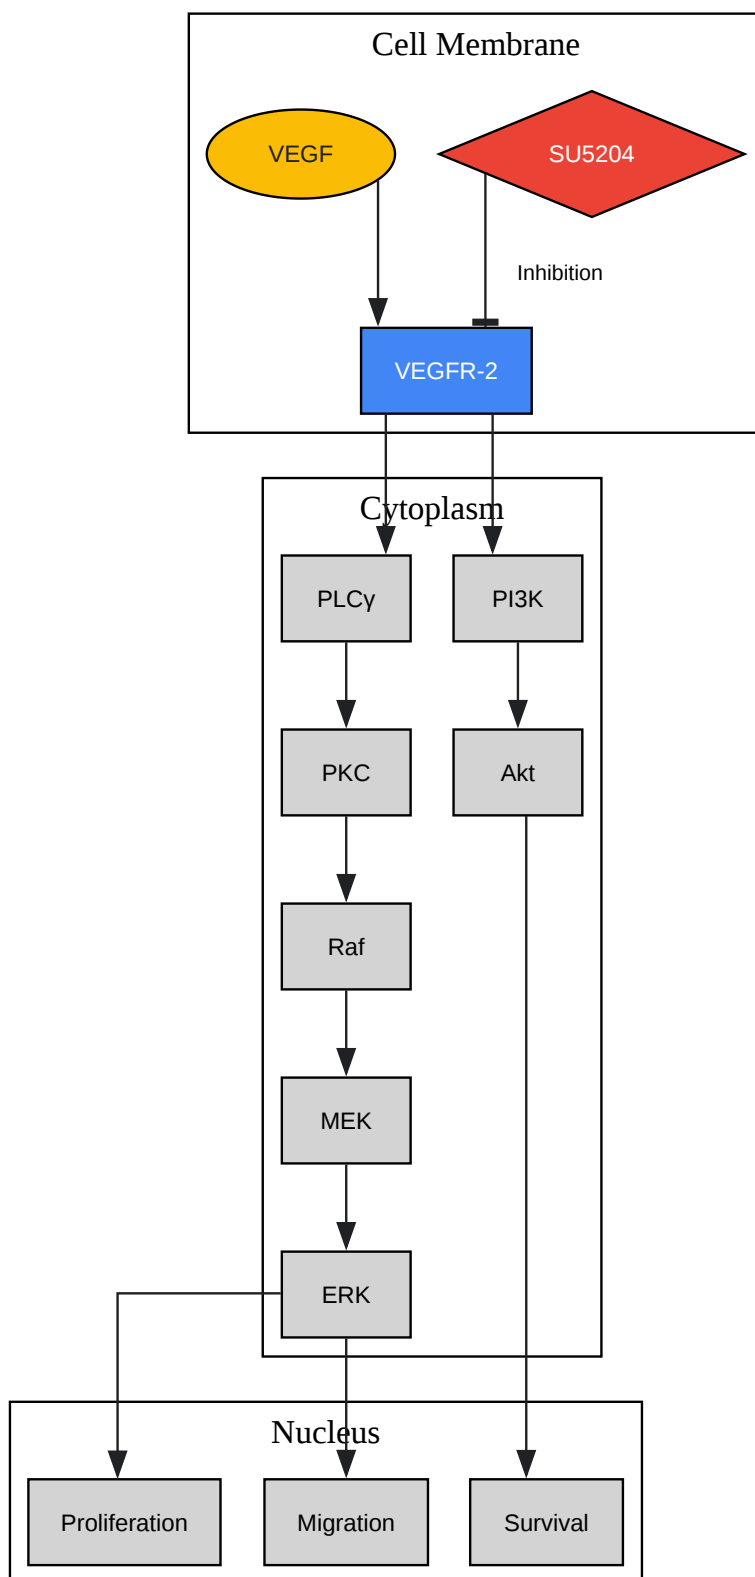 Cell Membrane
VEGF
SU5204
Inhibition
VEGFR-2
Cytoplasm
PLCγ
PI3K
PKC
Akt
Raf
MEK
ERK
Nucleus
Proliferation
Migration
Survival